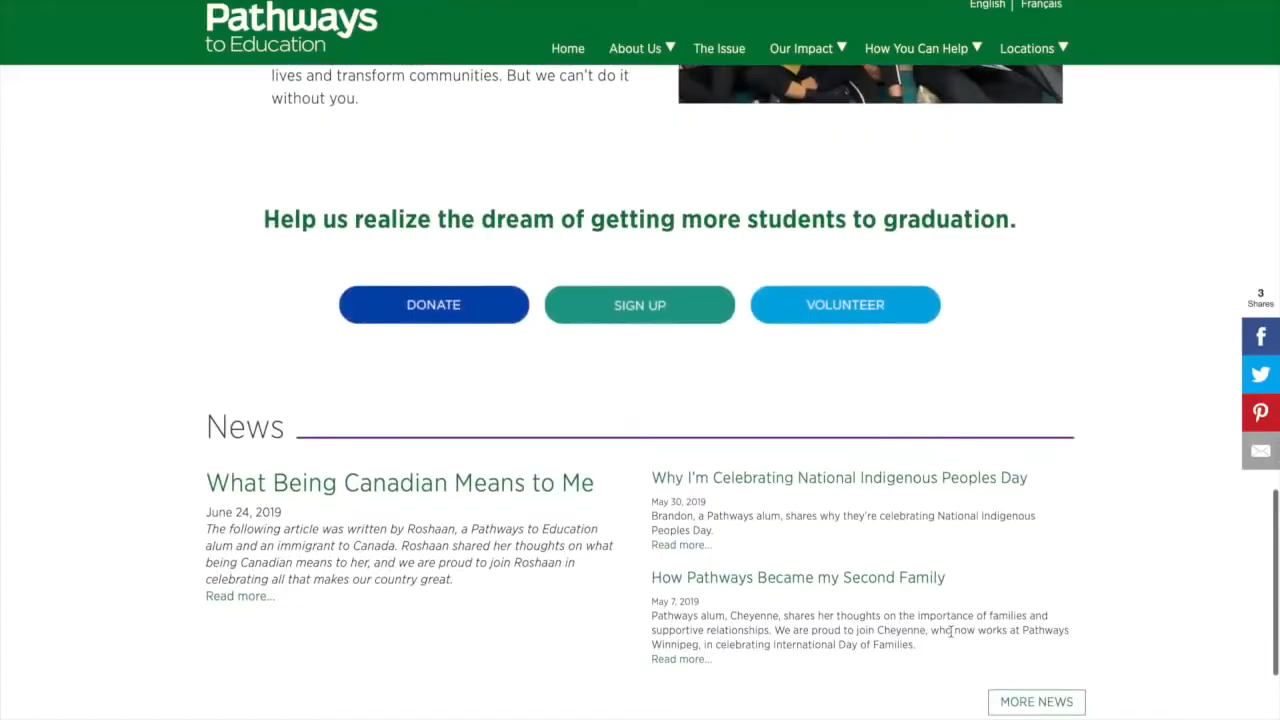 Pathways
to Education
English | Français
Home About Us ▼ The Issue Our Impact ▼ How You Can Help ▼ Locations ▼
lives and transform communities. But we can't do it
without you.
Help us realize the dream of getting more students to graduation.
DONATE SIGN UP VOLUNTEER
3
Shares
News
What Being Canadian Means to Me
June 24, 2019
The following article was written by Roshaan, a Pathways to Education
alum and an immigrant to Canada. Roshaan shared her thoughts on what
being Canadian means to her, and we are proud to join Roshaan in
celebrating all that makes our country great.
Read more...
Why I'm Celebrating National Indigenous Peoples Day
May 30, 2019
Brandon, a Pathways alum, shares why they're celebrating National Indigenous
Peoples Day.
Read more...
How Pathways Became my Second Family
May 7, 2019
Pathways alum, Cheyenne, shares her thoughts on the importance of families and
supportive relationships. We are proud to join Cheyenne, who now works at Pathways
Winnipeg, in celebrating International Day of Families.
Read more...
MORE NEWS